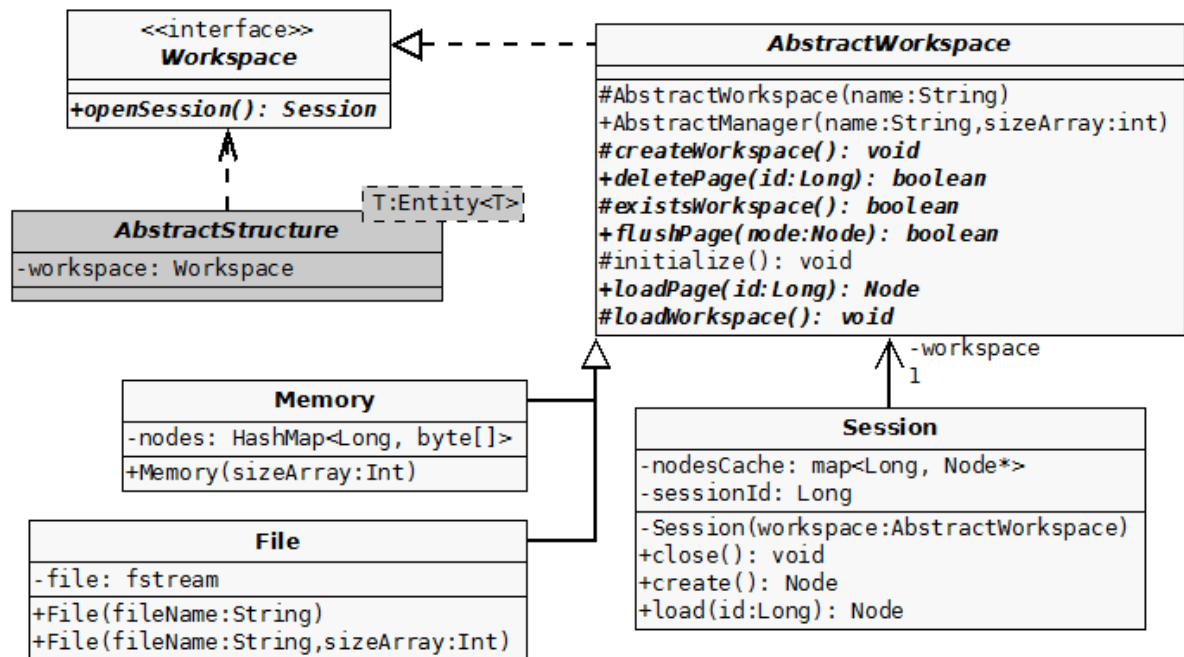 <<interface>>
Workspace
+openSession(): Session
AbstractWorkspace
#AbstractWorkspace(name:String)
+AbstractManager(name:String,sizeArray:int)
#createWorkspace(): void
+deletePage(id:Long): boolean
#existsWorkspace(): boolean
+flushPage(node:Node): boolean
#initialize(): void
+loadPage(id:Long): Node
#loadWorkspace(): void
T:Entity<T>
AbstractStructure
-workspace: Workspace
-workspace
1
Memory
-nodes: HashMap<Long, byte[]>
+Memory(sizeArray:Int)
Session
-nodesCache: map<Long, Node*>
-sessionId: Long
-Session(workspace:AbstractWorkspace)
+close(): void
+create(): Node
+load(id:Long): Node
File
-file: fstream
+File(fileName:String)
+File(fileName:String,sizeArray:Int)